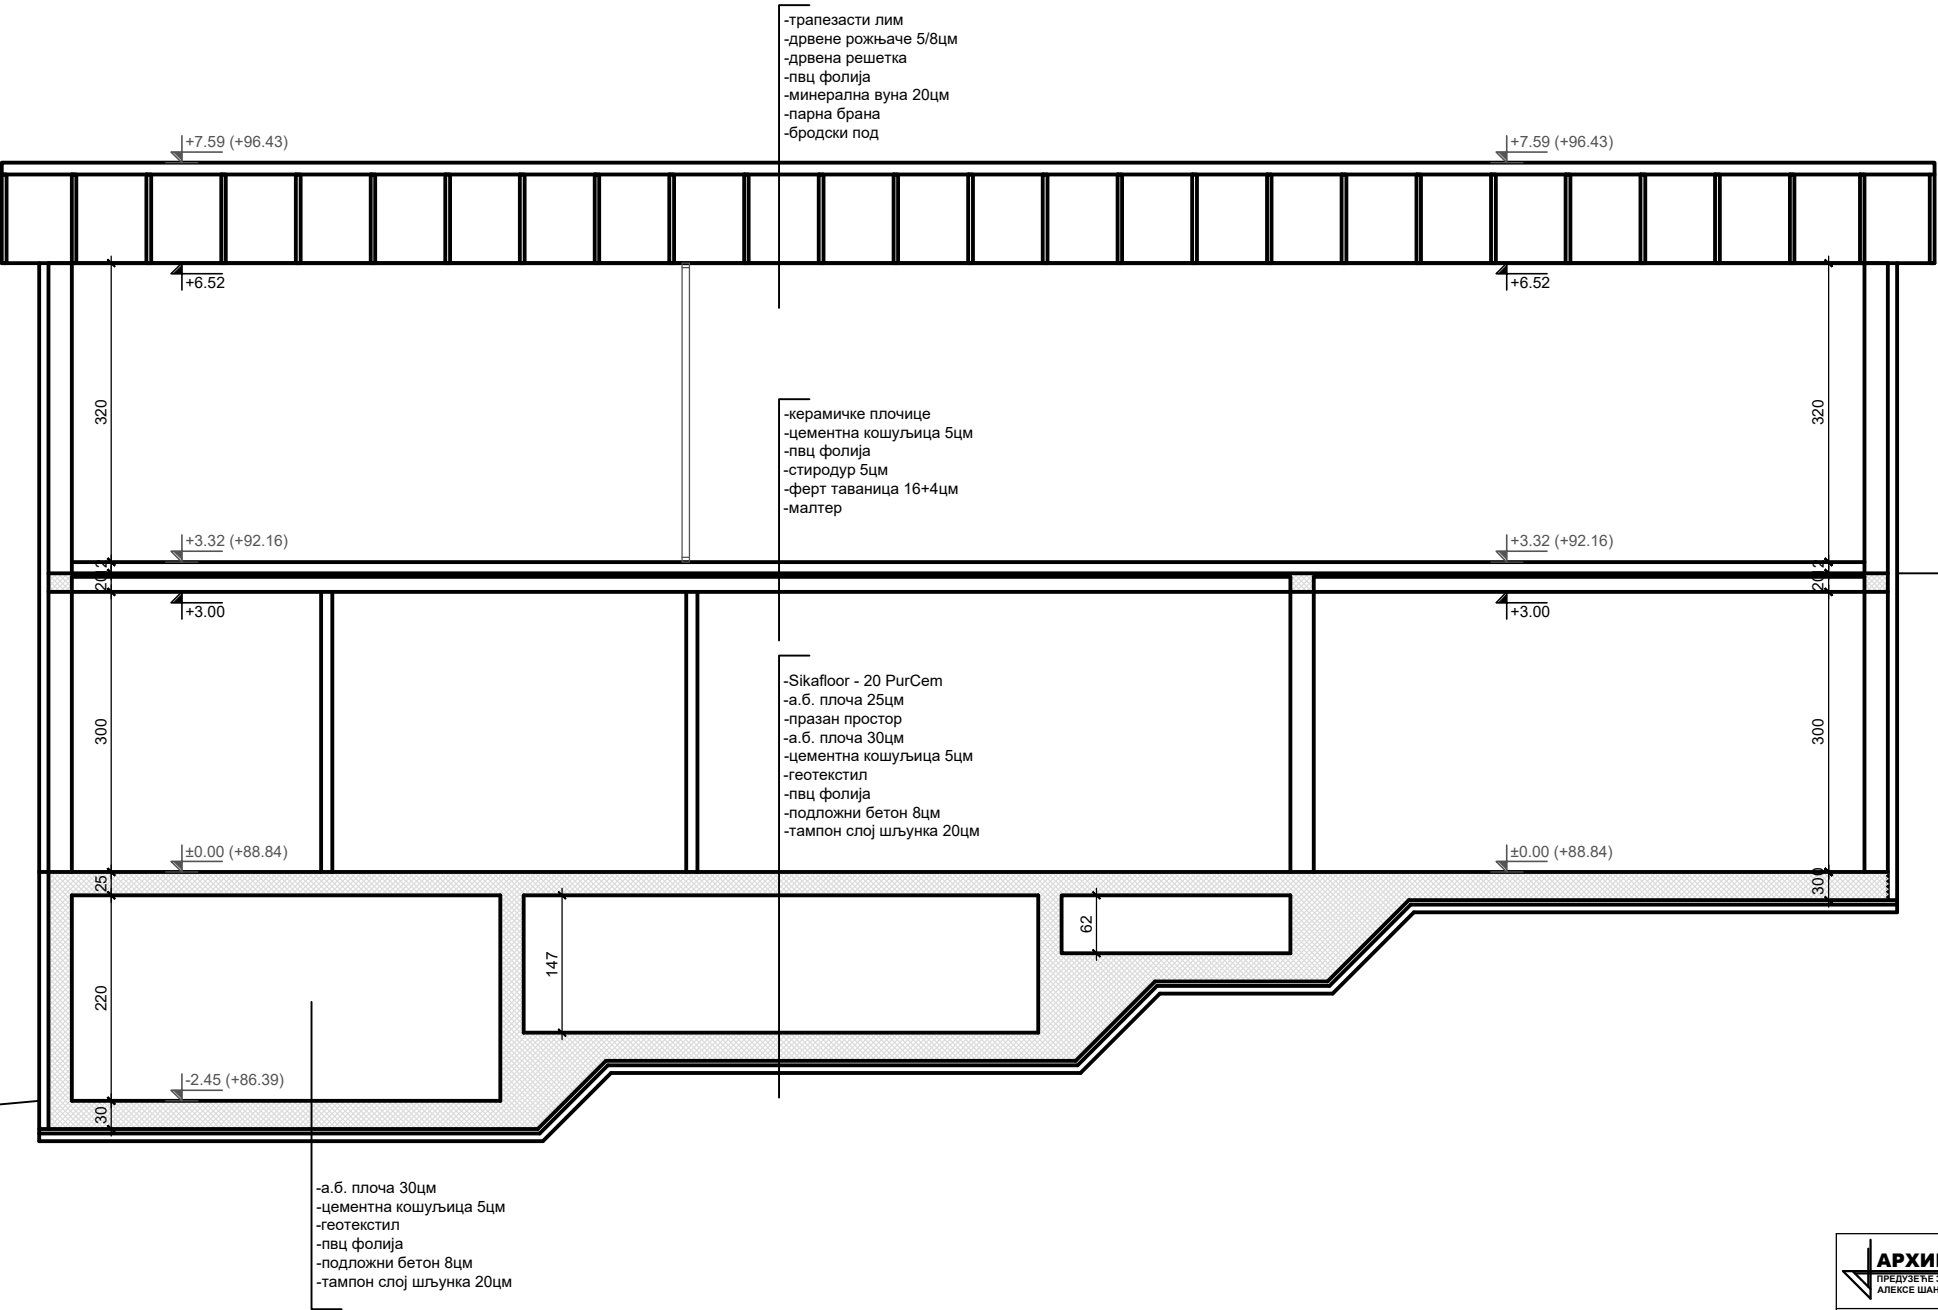 -трапезасти лим
-дрвене рожњаче 5/8цм
-дрвена решетка
-пвц фолија
-минерална вуна 20цм
-парна брана
-бродски под
+7.59 (+96.43)
+7.59 (+96.43)
+6.52
+6.52
320
320
-керамичке плочице
-цементна кошуљица 5цм
-пвц фолија
-стиродур 5цм
-ферт таваница 16+4цм
-малтер
+3.32 (+92.16)
+3.32 (+92.16)
12
12
20
20
+3.00
+3.00
300
300
-Sikafloor - 20 PurCem
-а.б. плоча 25цм
-празан простор
-а.б. плоча 30цм
-цементна кошуљица 5цм
-геотекстил
-пвц фолија
-подложни бетон 8цм
-тампон слој шљунка 20цм
±0.00 (+88.84)
±0.00 (+88.84)
25
30
62
147
220
-2.45 (+86.39)
30
-а.б. плоча 30цм
-цементна кошуљица 5цм
-геотекстил
-пвц фолија
-подложни бетон 8цм
-тампон слој шљунка 20цм
ПРЕДУЗЕЋЕ
АЛЕКСЕ